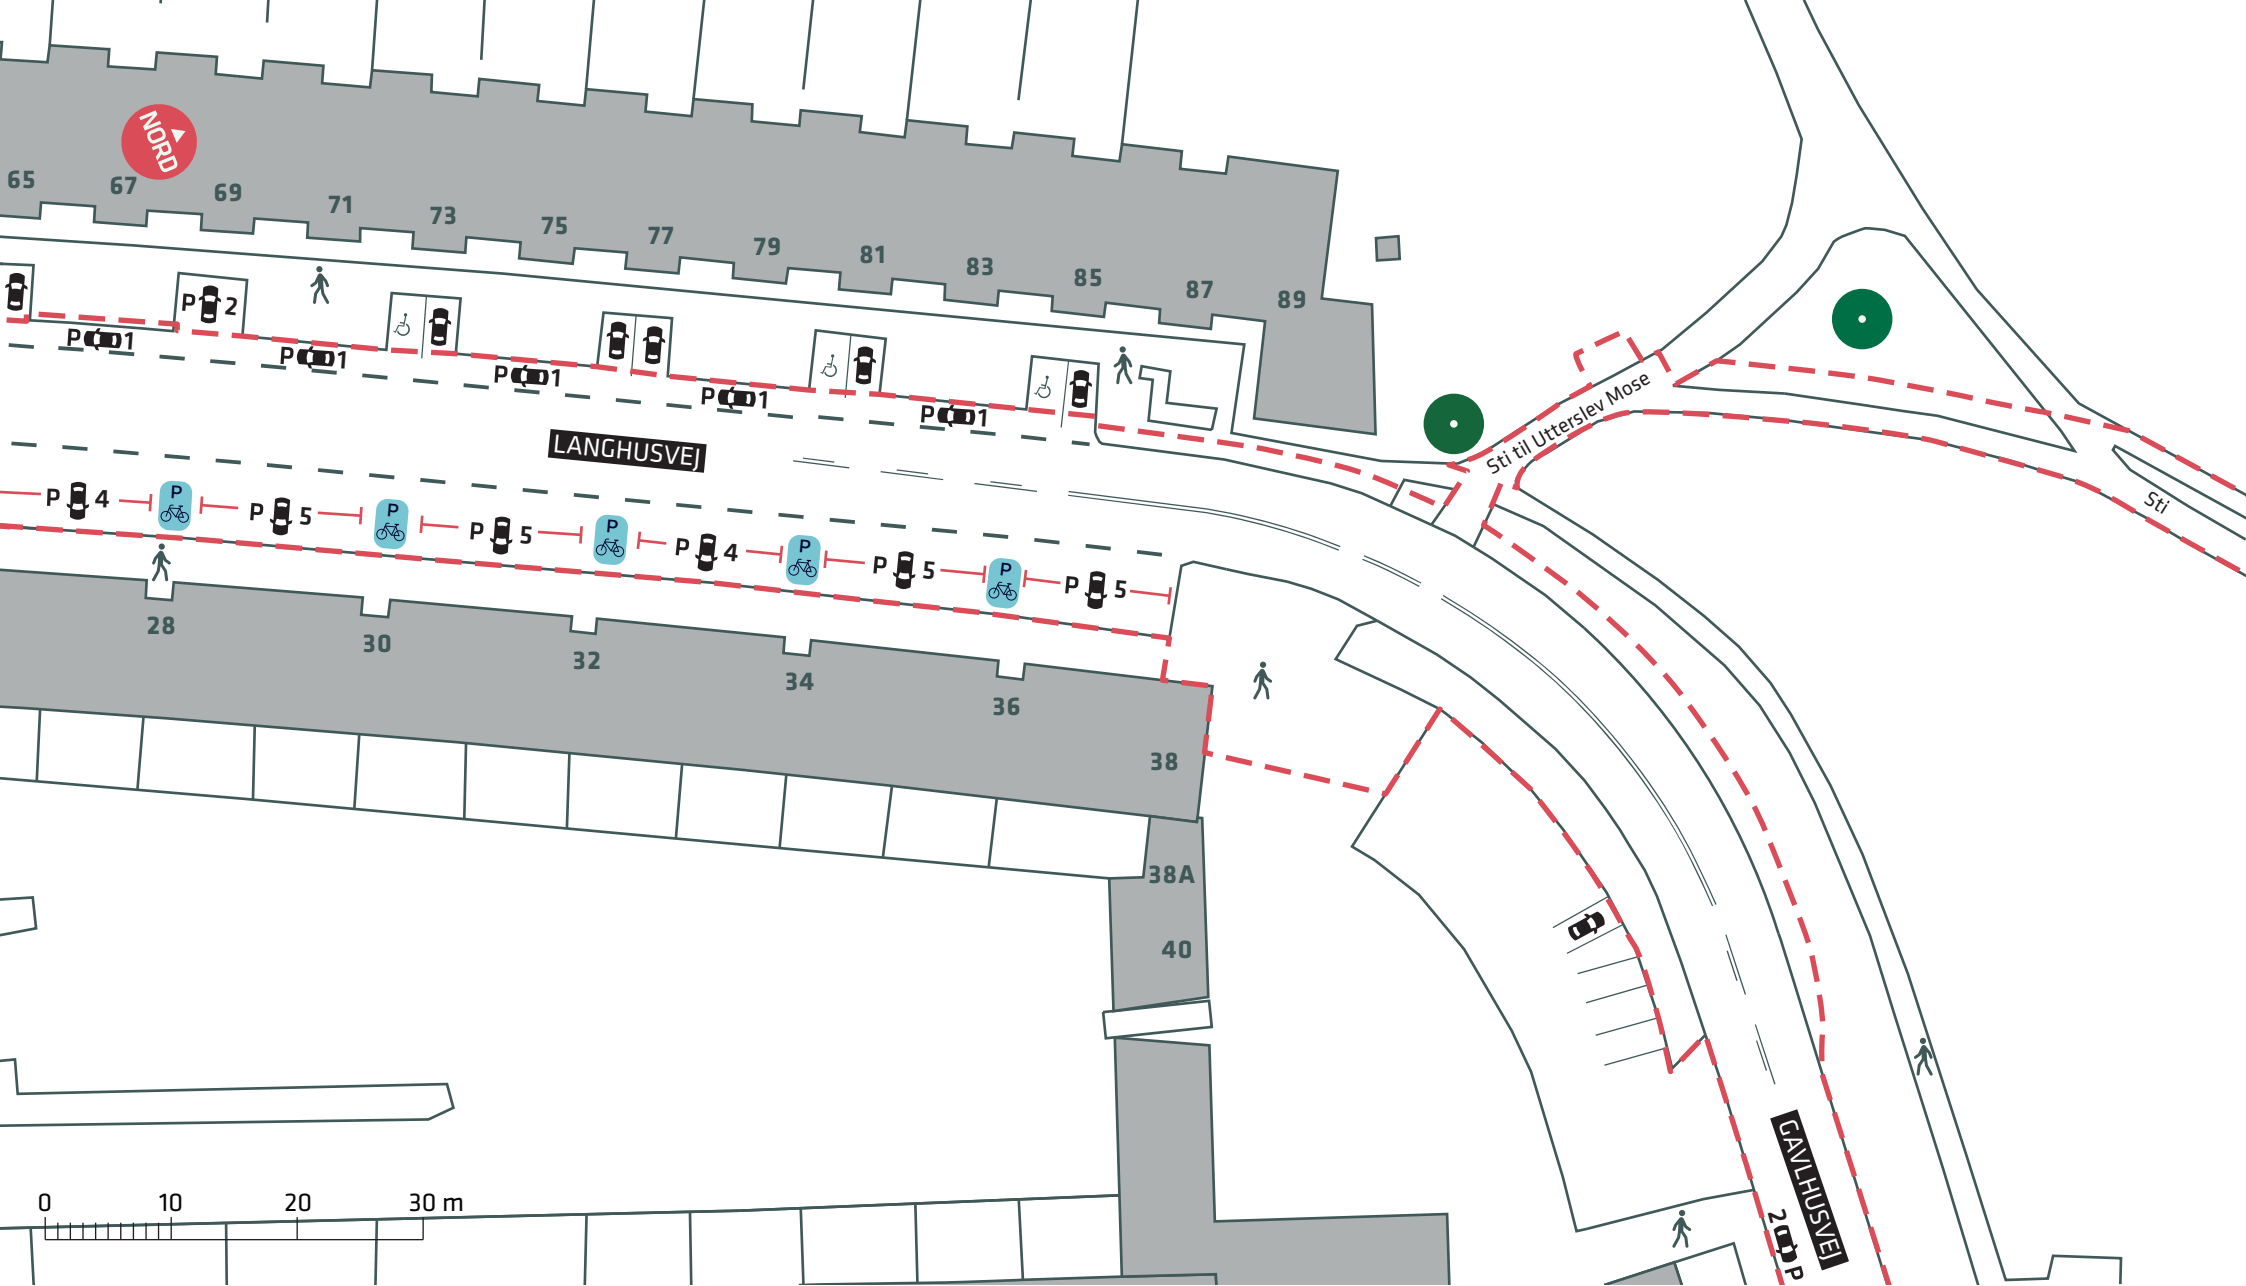 NORD
65
67
69
71
73
75
77
79
81
83
85
87
89
P 2
P 1
P 1
P 1
P 1
P 1
LANGHUSVEJ
Sti til Utterslev Mose
Sti
P 4
P
P 5
P
P 5
P
P 4
P
P 5
P
P 5
28
30
32
34
36
38
38A
40
GAVLHUSVEJ
2 P
0 10 20 30 m